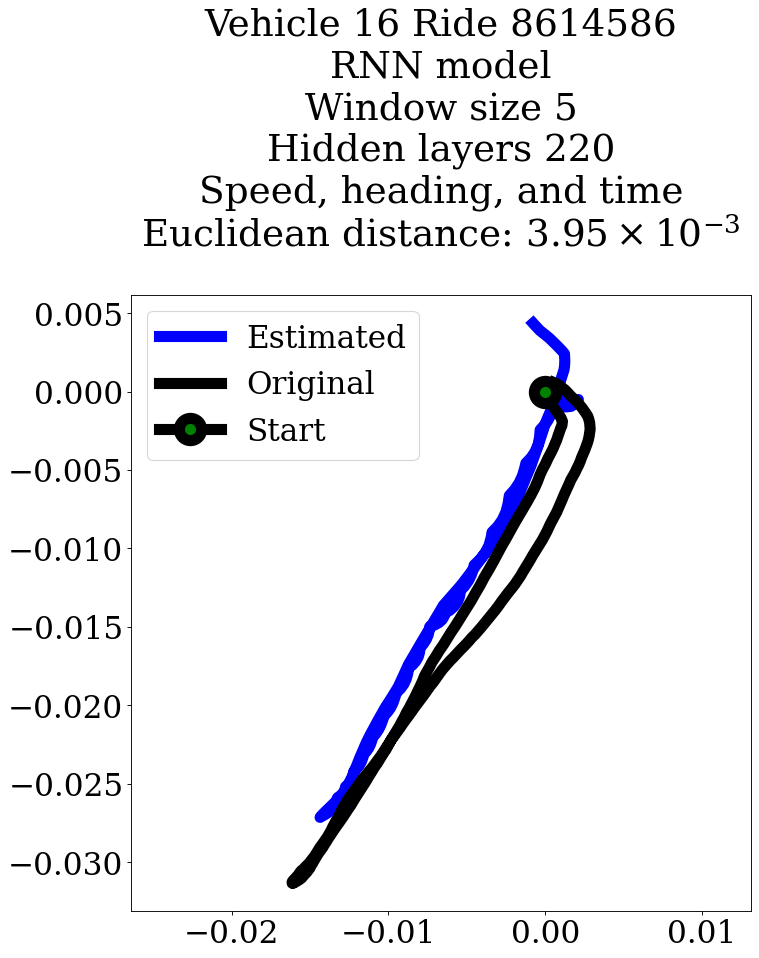 Vehicle 16 Ride 8614586
RNN model
Window size 5
Hidden layers 220
Speed, heading, and time
Euclidean distance: 3.95 × 10⁻³
Estimated
Original
Start
0.005
0.000
−0.005
−0.010
−0.015
−0.020
−0.025
−0.030
−0.02
−0.01
0.00
0.01